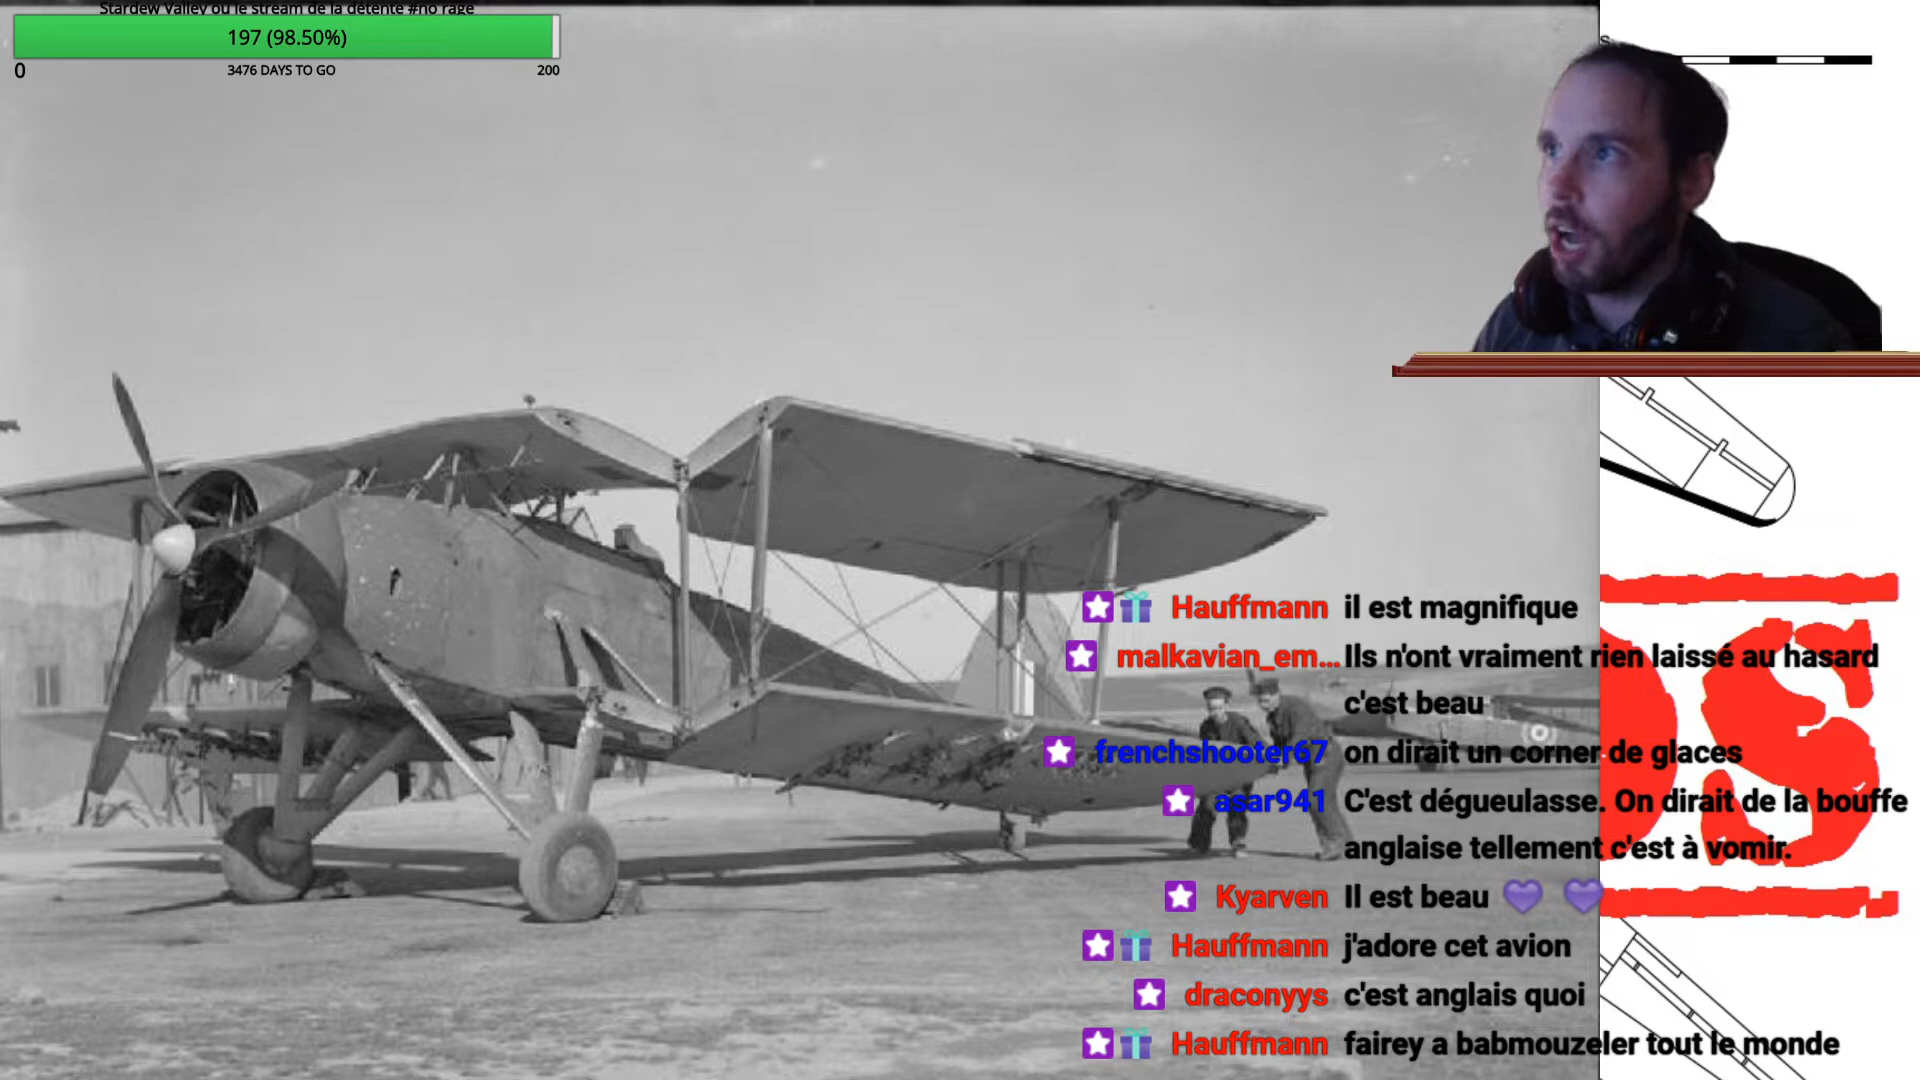 Stardew Valley ou le stream de la détente #no rage
197 (98.50%)
0
3476 DAYS TO GO
200
S
Hauffmann il est magnifique
malkavian_em... Ils n'ont vraiment rien laissé au hasard
c'est beau
frenchshooter67 on dirait un corner de glaces
asar941 C'est dégueulasse. On dirait de la bouffe
anglaise tellement c'est à vomir.
Kyarven Il est beau
Hauffmann j'adore cet avion
draconyys c'est anglais quoi
Hauffmann fairey a babmouzeler tout le monde